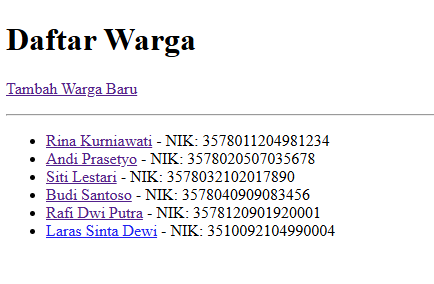 Daftar Warga
Tambah Warga Baru
Rina Kurniawati - NIK: 3578011204981234
Andi Prasetyo - NIK: 3578020507035678
Siti Lestari - NIK: 3578032102017890
Budi Santoso - NIK: 3578040909083456
Rafi Dwi Putra - NIK: 3578120901920001
Laras Sinta Dewi - NIK: 3510092104990004